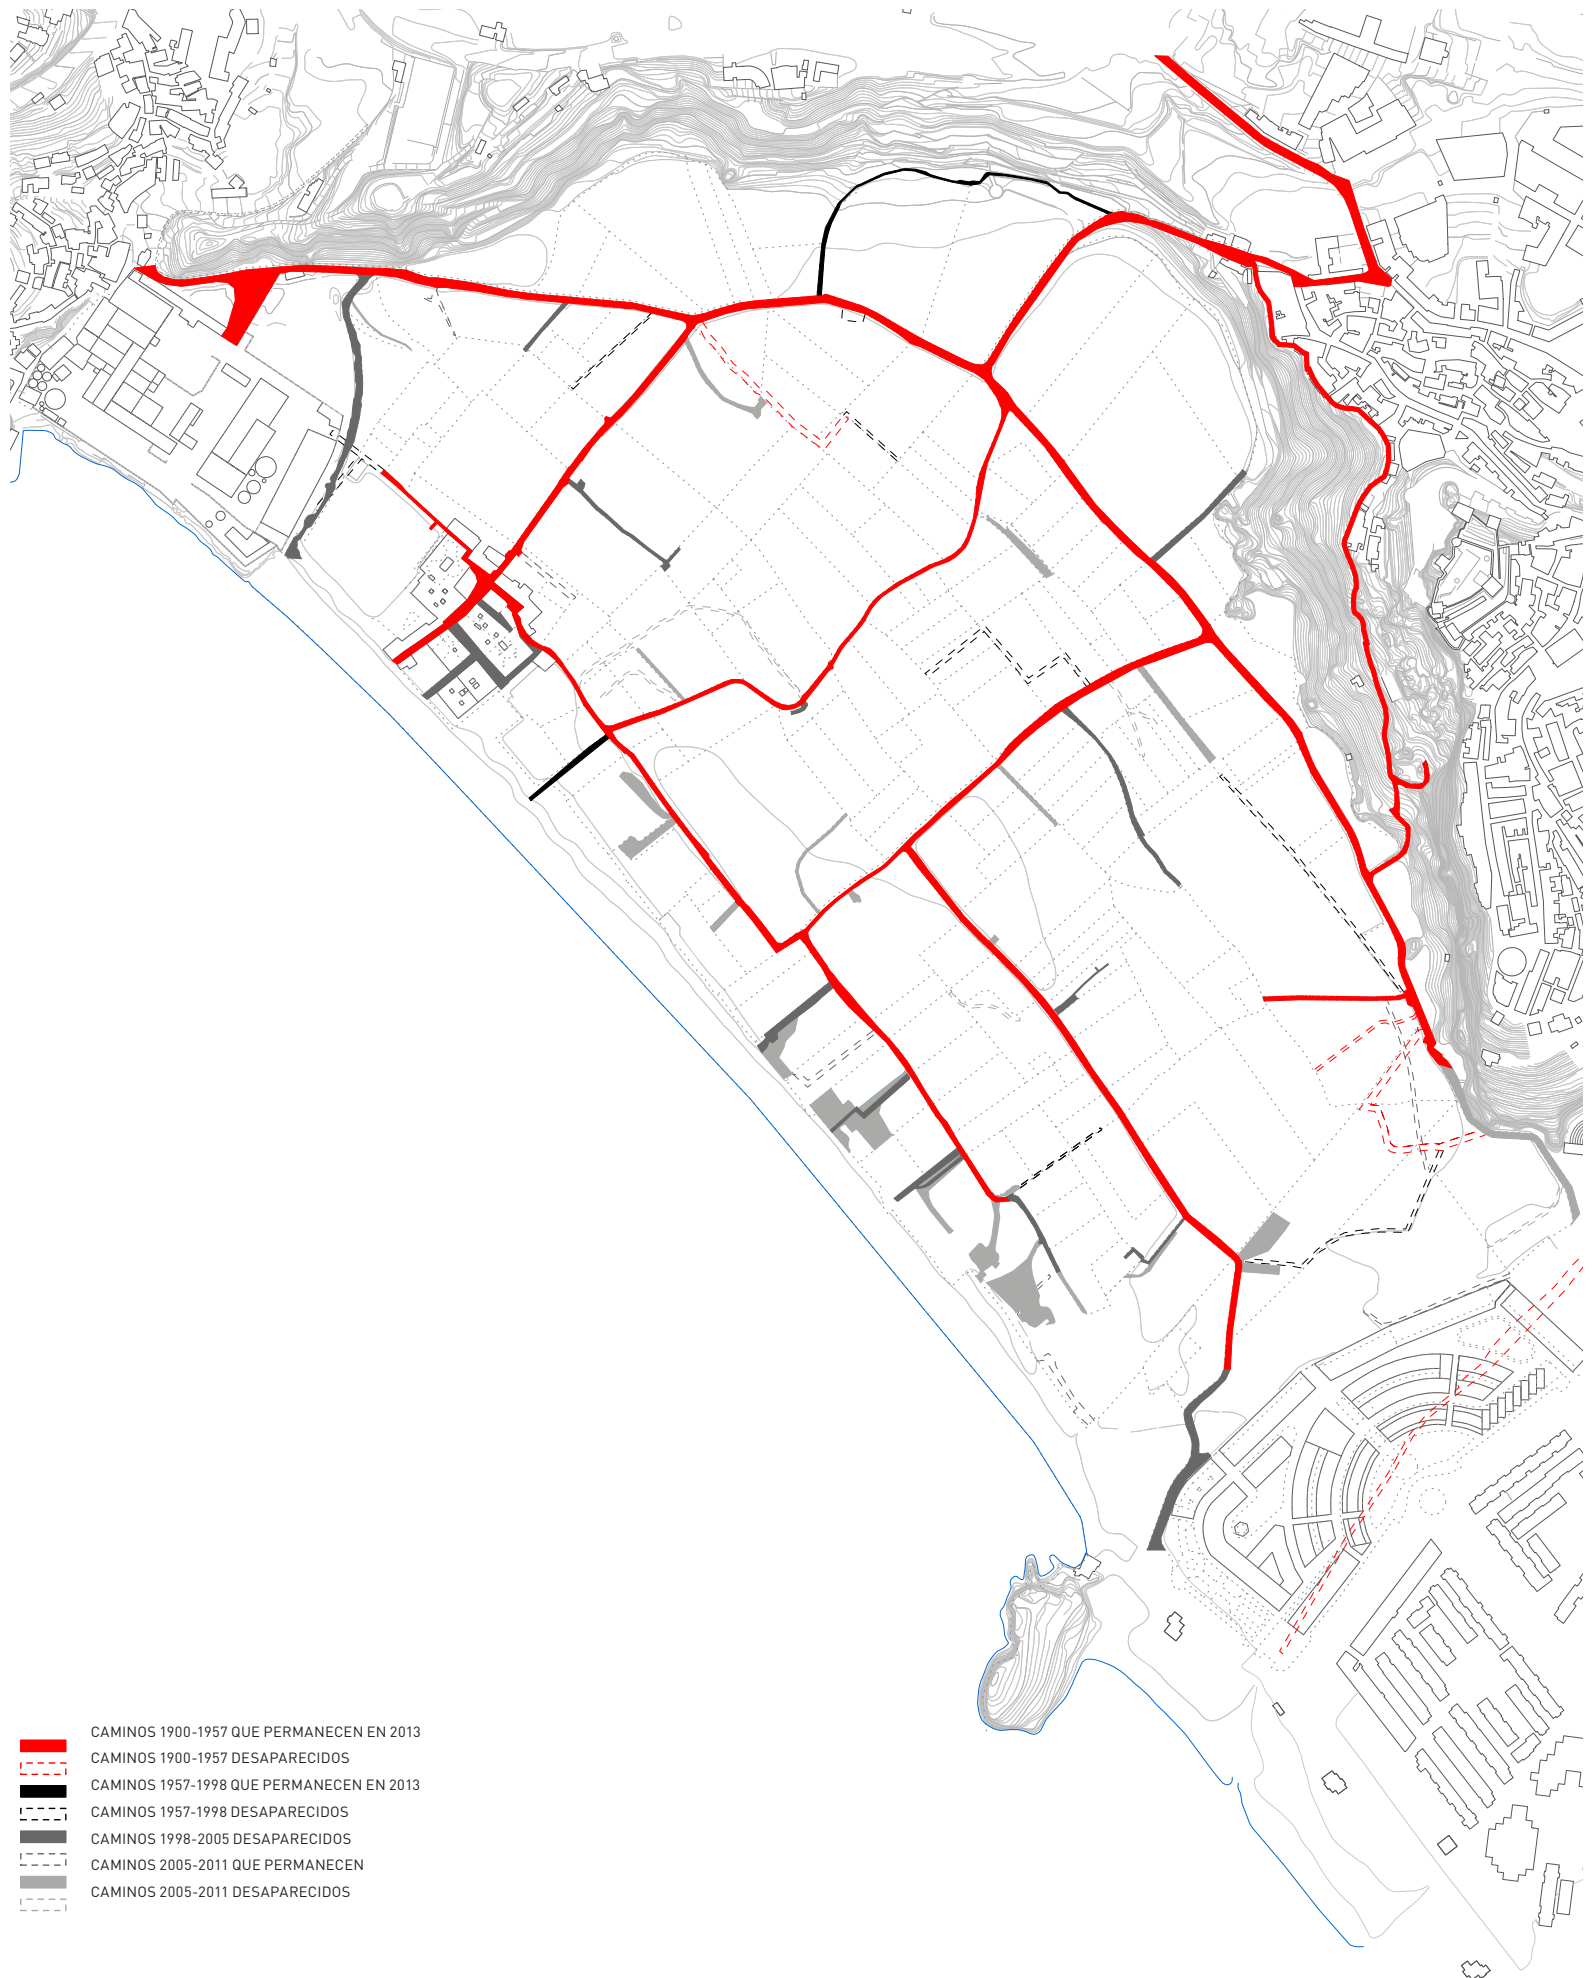 CAMINOS 1900-1957 QUE PERMANECEN EN 2013
CAMINOS 1900-1957 DESAPARECIDOS
CAMINOS 1957-1998 QUE PERMANECEN EN 2013
CAMINOS 1957-1998 DESAPARECIDOS
CAMINOS 1998-2005 DESAPARECIDOS
CAMINOS 2005-2011 QUE PERMANECEN
CAMINOS 2005-2011 DESAPARECIDOS